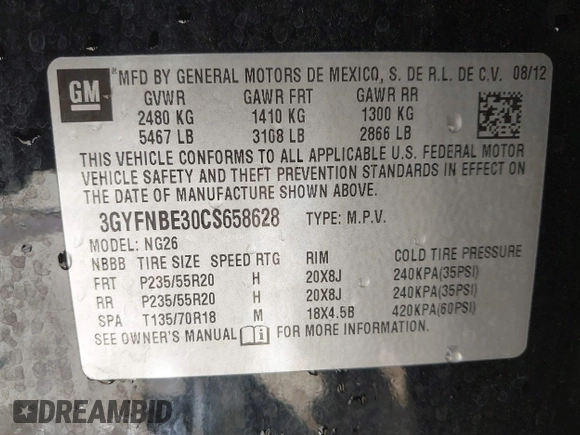 GM
*MFD BY GENERAL MOTORS DE MEXICO, S. DE R.L. DE C.V. 08/12
GVWR GAWR FRT GAWR RR
2480 KG 1410 KG 1300 KG
5467 LB 3108 LB 2866 LB
THIS VEHICLE CONFORMS TO ALL APPLICABLE U.S. FEDERAL MOTOR
VEHICLE SAFETY AND THEFT PREVENTION STANDARDS IN EFFECT ON
THE DATE OF MANUFACTURE SHOWN ABOVE.
3GYFNBE30CS658628 TYPE: M.P.V.
MODEL: NG26
NBBB TIRE SIZE SPEED RTG RIM COLD TIRE PRESSURE
FRT P235/55R20 H 20X8J 240KPA(35PSI)
RR P235/55R20 H 20X8J 240KPA(35PSI)
SPA T135/70R18 M 18X4.5B 420KPA(60PSI)
SEE OWNER'S MANUAL FOR MORE INFORMATION
DREAMBID